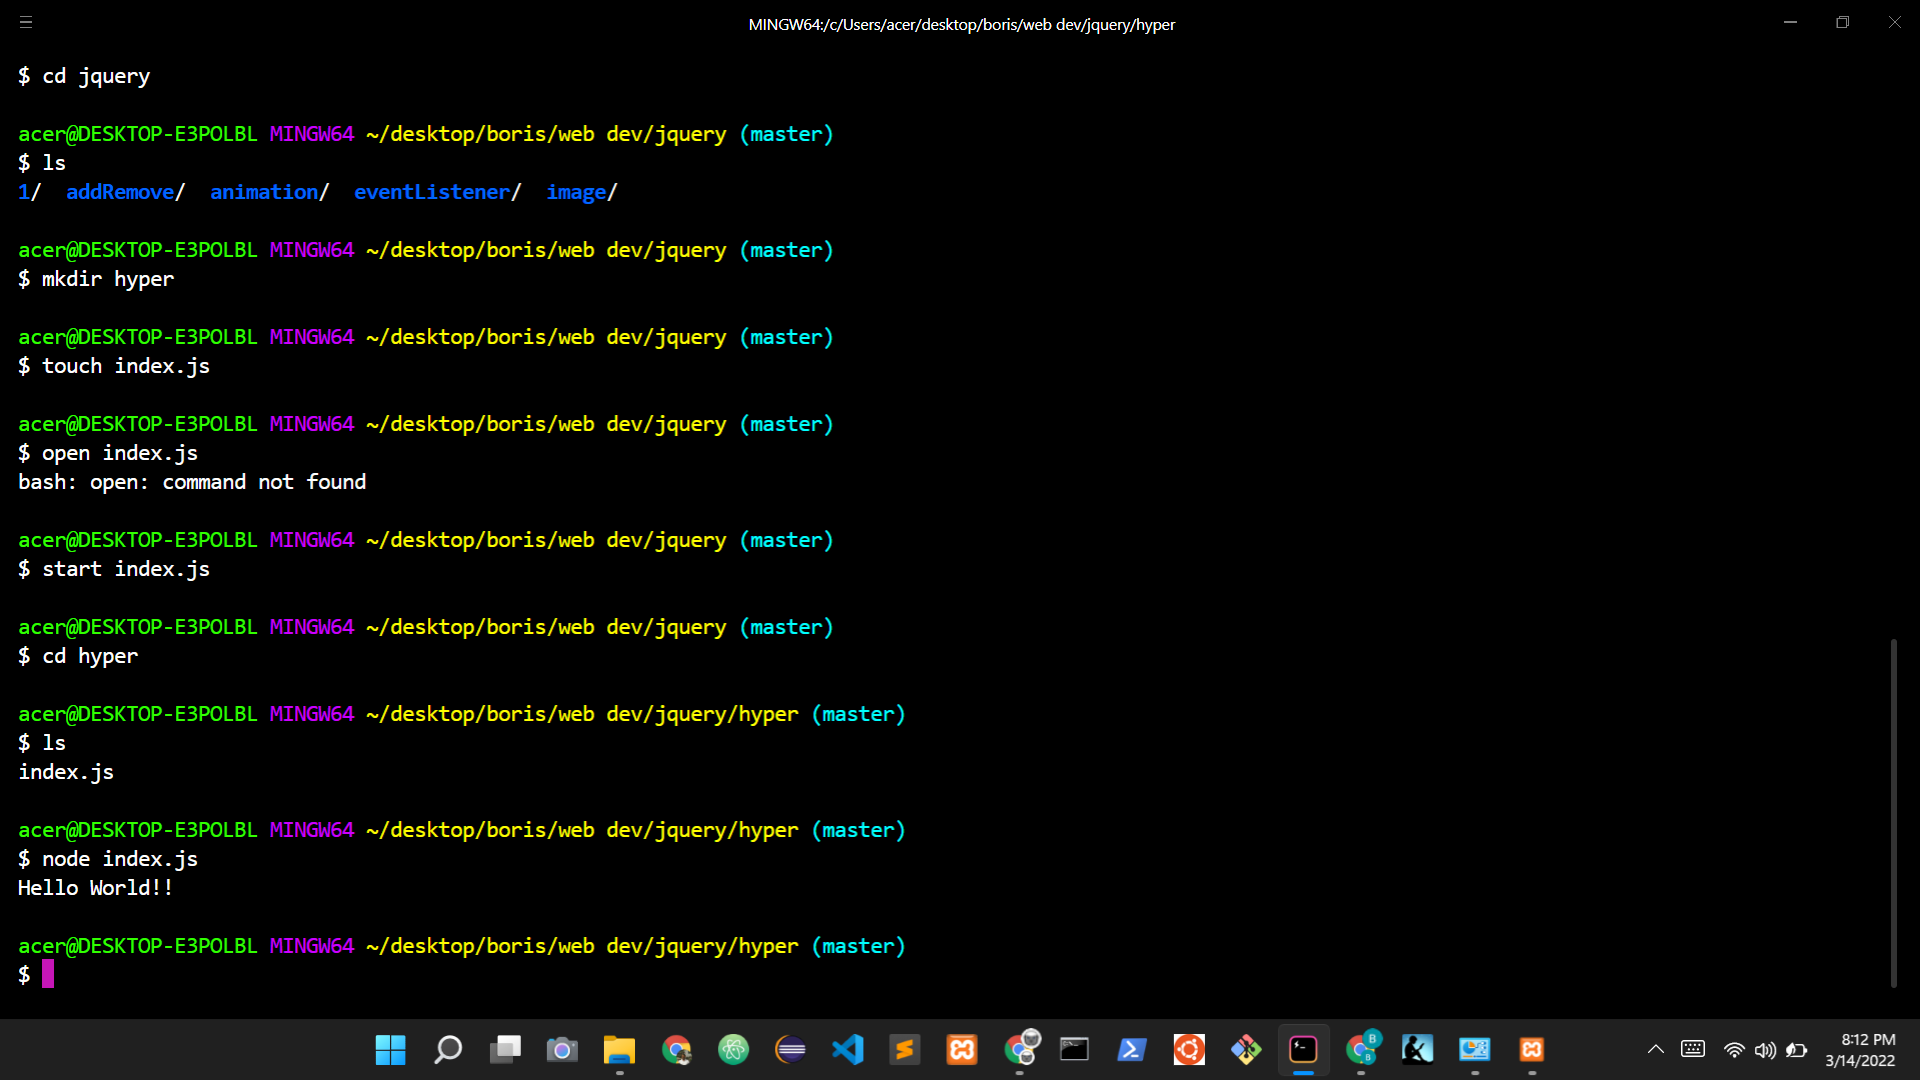 MINGW64:/c/Users/acer/desktop/boris/web dev/jquery/hyper
$ cd jquery
acer@DESKTOP-E3POLBL MINGW64 ~/desktop/boris/web dev/jquery (master)
$ ls
1/  addRemove/  animation/  eventListener/  image/
acer@DESKTOP-E3POLBL MINGW64 ~/desktop/boris/web dev/jquery (master)
$ mkdir hyper
acer@DESKTOP-E3POLBL MINGW64 ~/desktop/boris/web dev/jquery (master)
$ touch index.js
acer@DESKTOP-E3POLBL MINGW64 ~/desktop/boris/web dev/jquery (master)
$ open index.js
bash: open: command not found
acer@DESKTOP-E3POLBL MINGW64 ~/desktop/boris/web dev/jquery (master)
$ start index.js
acer@DESKTOP-E3POLBL MINGW64 ~/desktop/boris/web dev/jquery (master)
$ cd hyper
acer@DESKTOP-E3POLBL MINGW64 ~/desktop/boris/web dev/jquery/hyper (master)
$ ls
index.js
acer@DESKTOP-E3POLBL MINGW64 ~/desktop/boris/web dev/jquery/hyper (master)
$ node index.js
Hello World!!
acer@DESKTOP-E3POLBL MINGW64 ~/desktop/boris/web dev/jquery/hyper (master)
$
8:12 PM
3/14/2022